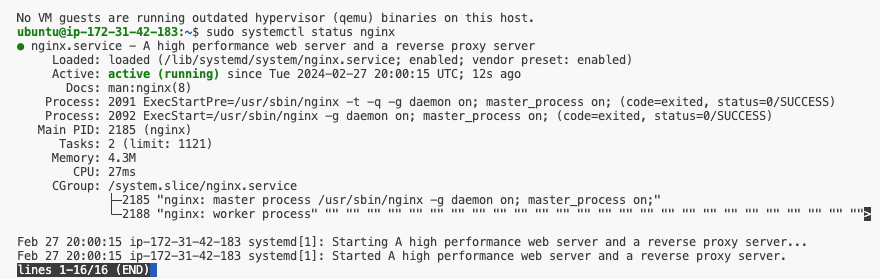 No VM guests are running outdated hypervisor (qemu) binaries on this host.
ubuntu@ip-172-31-42-183:~$ sudo systemctl status nginx
● nginx.service - A high performance web server and a reverse proxy server
     Loaded: loaded (/lib/systemd/system/nginx.service; enabled; vendor preset: enabled)
     Active: active (running) since Tue 2024-02-27 20:00:15 UTC; 12s ago
       Docs: man:nginx(8)
    Process: 2091 ExecStartPre=/usr/sbin/nginx -t -q -g daemon on; master_process on; (code=exited, status=0/SUCCESS)
    Process: 2092 ExecStart=/usr/sbin/nginx -g daemon on; master_process on; (code=exited, status=0/SUCCESS)
   Main PID: 2185 (nginx)
      Tasks: 2 (limit: 1121)
     Memory: 4.3M
        CPU: 27ms
     CGroup: /system.slice/nginx.service
             ├─2185 "nginx: master process /usr/sbin/nginx -g daemon on; master_process on;"
             └─2188 "nginx: worker process" "" "" "" "" "" "" "" "" "" "" "" "" "" "" "" "" "" "" "" "" "" "" "" "" "" "">

Feb 27 20:00:15 ip-172-31-42-183 systemd[1]: Starting A high performance web server and a reverse proxy server...
Feb 27 20:00:15 ip-172-31-42-183 systemd[1]: Started A high performance web server and a reverse proxy server.
lines 1-16/16 (END)